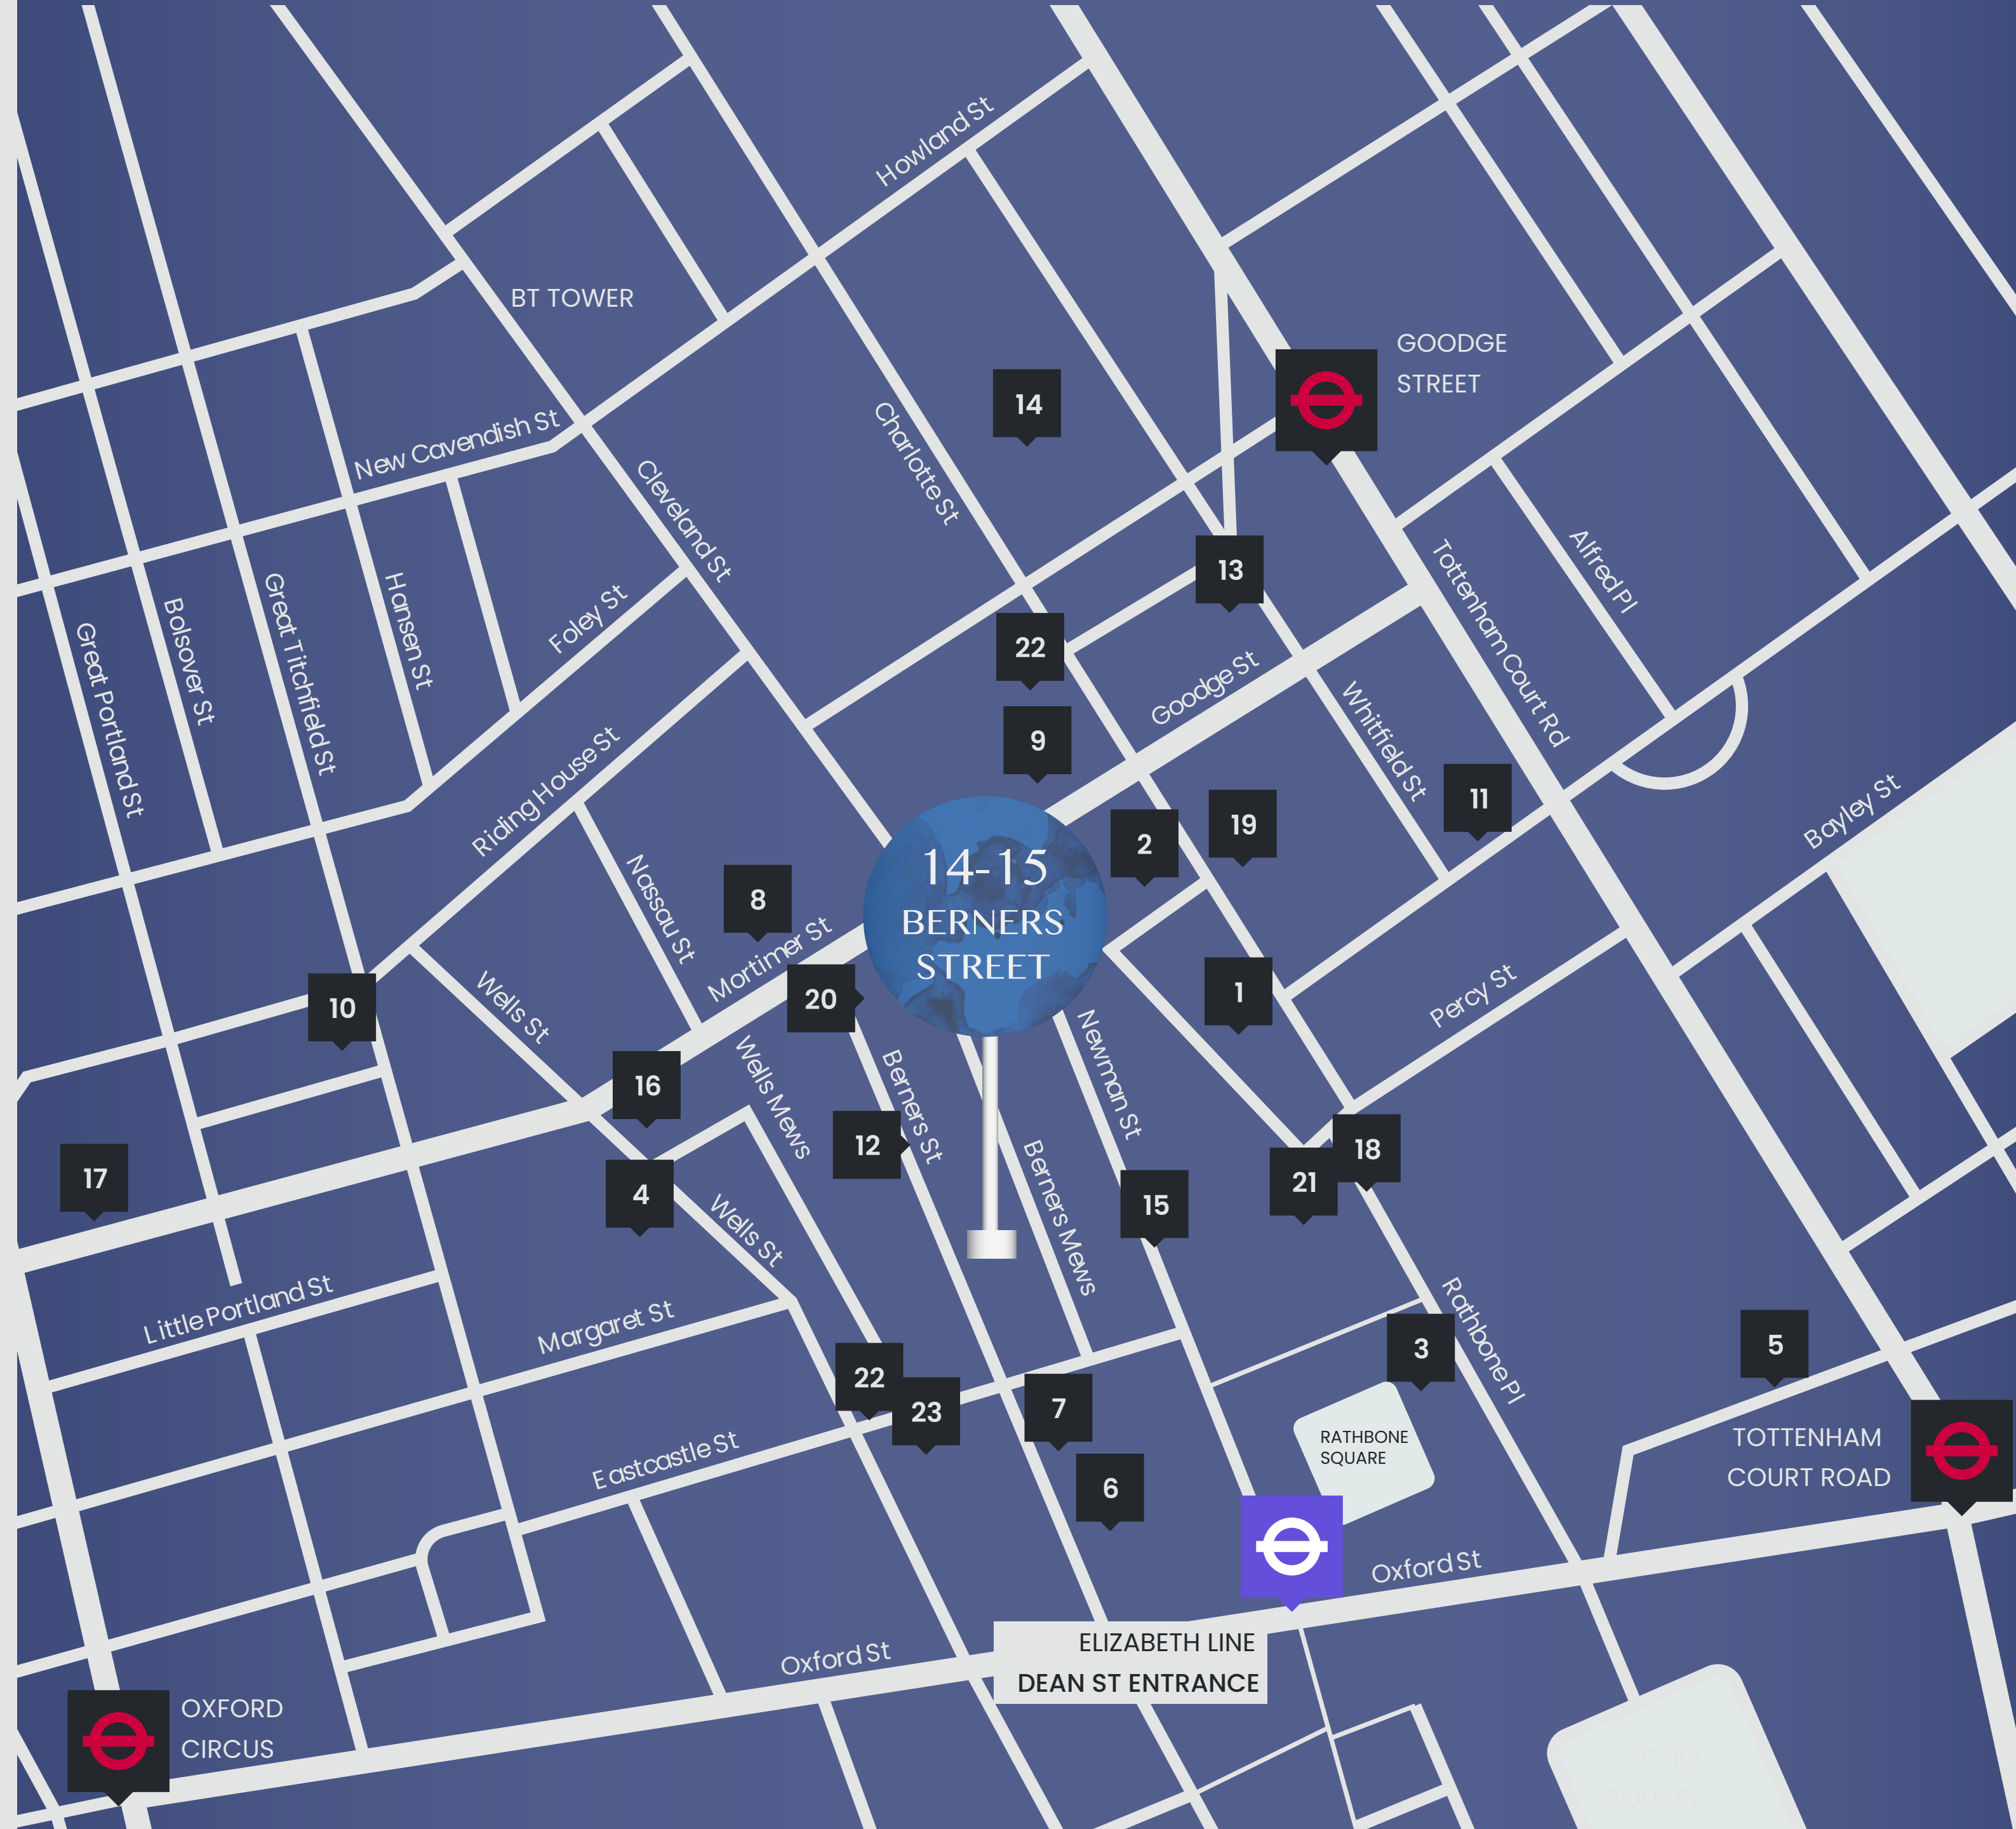 Howland St
BT TOWER
GOODGE
STREET
14
Charlotte St
New Cavendish St
Cleveland St
Alfred Pl
Tottenham Court Rd
13
Foley St
Hansen St
Great Titchfield St
Bolsover St
Great Portland St
22
Goodge St
Whitfield St
9
Riding House St
11
Bayley St
19
2
14-15
BERNERS
STREET
Nassau St
8
Mortimer St
20
1
Percy St
10
Wells St
16
Wells Mews
Berners St
Newman St
12
18
21
17
4
15
Wells St
Berners Mews
Little Portland St
Margaret St
Rathbone Pl
3
5
22
23
7
RATHBONE
SQUARE
TOTTENHAM
COURT ROAD
Eastcastle St
6
Oxford St
Oxford St
ELIZABETH LINE
DEAN ST ENTRANCE
OXFORD
CIRCUS
SOHO
SQUARE